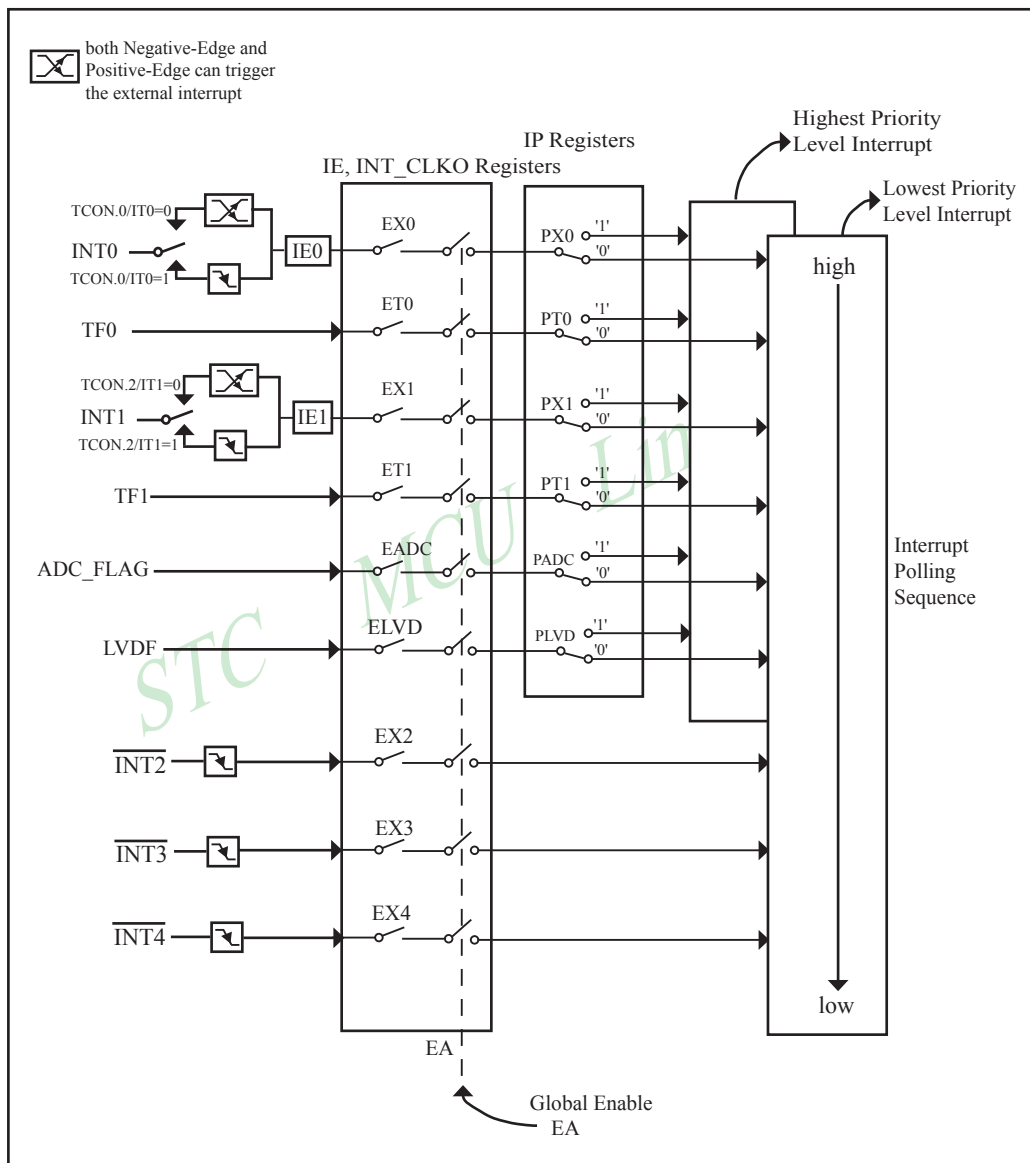 both Negative-Edge and
Positive-Edge can trigger
the external interrupt
Highest Priority
Level Interrupt
IP Registers
IE, INT_CLKO Registers
Lowest Priority
Level Interrupt
TCON.0/IT0=0
INT0
TCON.0/IT0=1
IE0
EX0
PX0
'1'
'0'
high
TF0
ET0
PT0
'1'
'0'
TCON.2/IT1=0
INT1
TCON.2/IT1=1
IE1
EX1
PX1
'1'
'0'
TF1
ET1
PT1
'1'
'0'
ADC_FLAG
EADC
PADC
'1'
'0'
Interrupt
Polling
Sequence
LVDF
ELVD
PLVD
'1'
'0'
STC MCU Lim
INT2
EX2
INT3
EX3
INT4
EX4
low
EA
Global Enable
EA